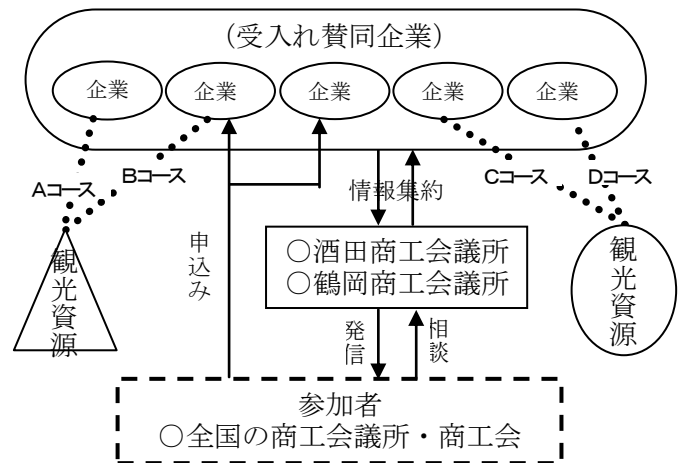 (受入れ賛同企業)
企業
企業
企業
企業
企業
Aコース
Bコース
Cコース
Dコース
情報集約
申込み
○酒田商工会議所
○鶴岡商工会議所
観光資源
観光資源
発信
相談
参加者
○全国の商工会議所・商工会